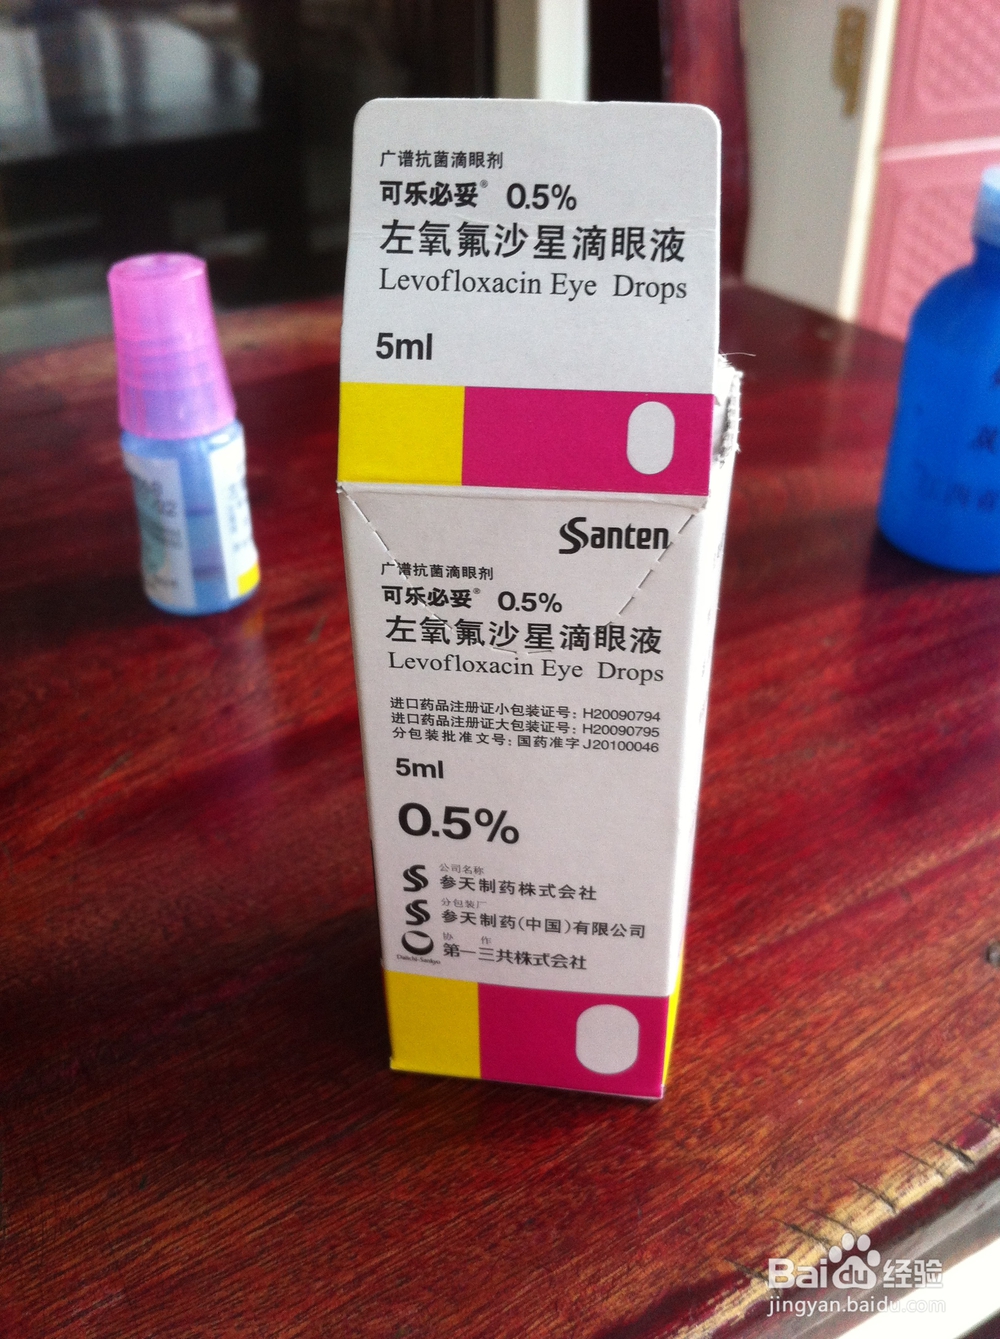 广谱抗菌滴眼剂
可乐必妥® 0.5%
左氧氟沙星滴眼液
Levofloxacin Eye Drops
5ml
Santen
广谱抗菌滴眼剂
可乐必妥® 0.5%
左氧氟沙星滴眼液
Levofloxacin Eye Drops
进口药品注册证小包装证号: H20090794
进口药品注册证大包装证号: H20090795
分包装批准文号: 国药准字J20100046
5ml
0.5%
公司名称
参天制药株式会社
分包装厂
参天制药(中国)有限公司
协 作
第一三共株式会社
Daiichi-Sankyo
Baidu 经验
jingyan.baidu.com